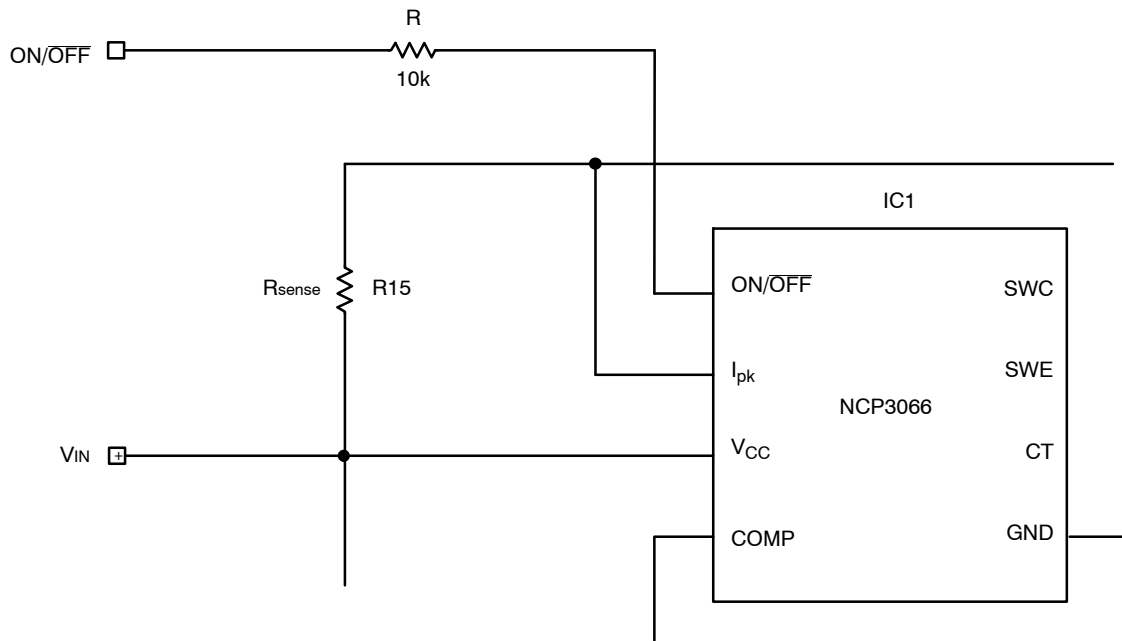 R
ON/OFF
10k
IC1
Rsense R15
ON/OFF SWC
Ipk SWE
NCP3066
VIN + VCC CT
COMP GND